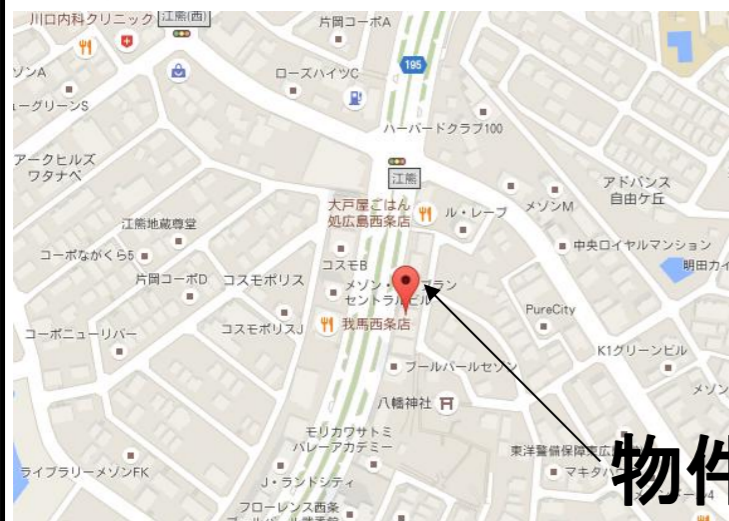 川口内科クリニック
江熊(西)
片岡コーポA
ゾンA
ローズハイツC
195
ューグリーンS
ハーバードクラブ100
アークヒルズ
ワタナベ
江熊
アドバンス
自由ケ丘
大戸屋ごはん
処広島西条店
ル・レーブ
メゾンM
江熊地蔵尊堂
コーポながくら5
コスモB
中央ロイヤルマンション
明田カイ
片岡コーポD
コスモポリス
メゾン・
ラン
セントラルビル
コスモポリスJ
我馬西条店
PureCity
コーポニューリバー
K1グリーンビル
ブールバールセゾン
八幡神社
メゾン
モリカワサトミ
バレーアカデミー
東洋警備保障
マキタハ
物件
ライブラリーメゾンFK
J・ランドシティ
フローレンス西条